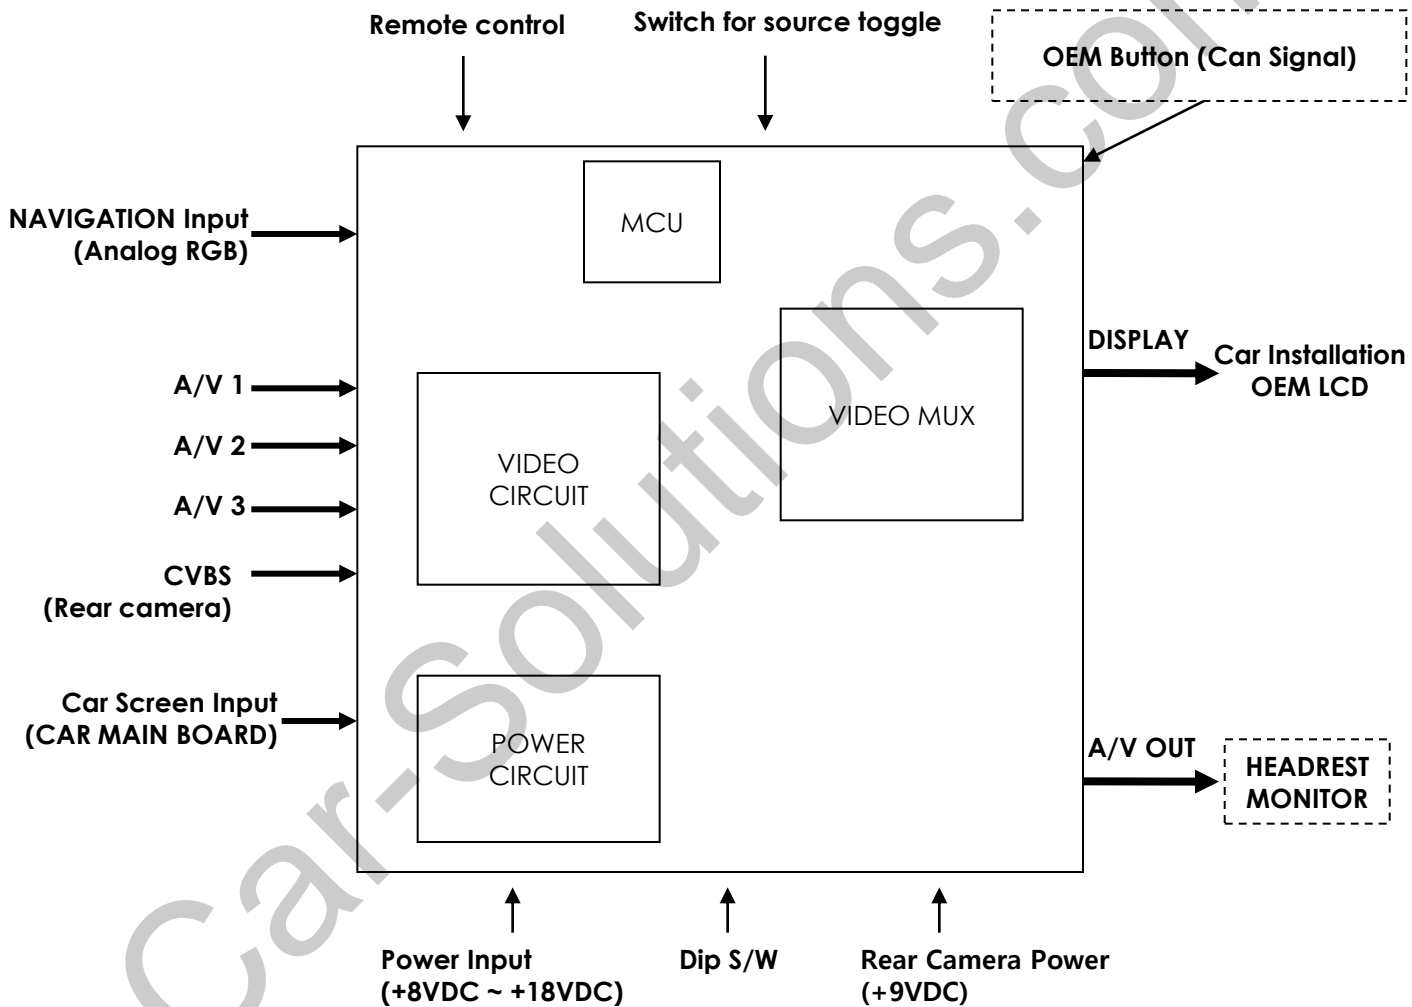 Remote control
Switch for source toggle
OEM Button (Can Signal)
NAVIGATION Input
(Analog RGB)
MCU
DISPLAY
Car Installation
OEM LCD
A/V 1
A/V 2
A/V 3
CVBS
(Rear camera)
VIDEO
CIRCUIT
VIDEO MUX
Car Screen Input
(CAR MAIN BOARD)
POWER
CIRCUIT
A/V OUT
HEADREST
MONITOR
Power Input
(+8VDC ~ +18VDC)
Dip S/W
Rear Camera Power
(+9VDC)
Car-Solutions.com